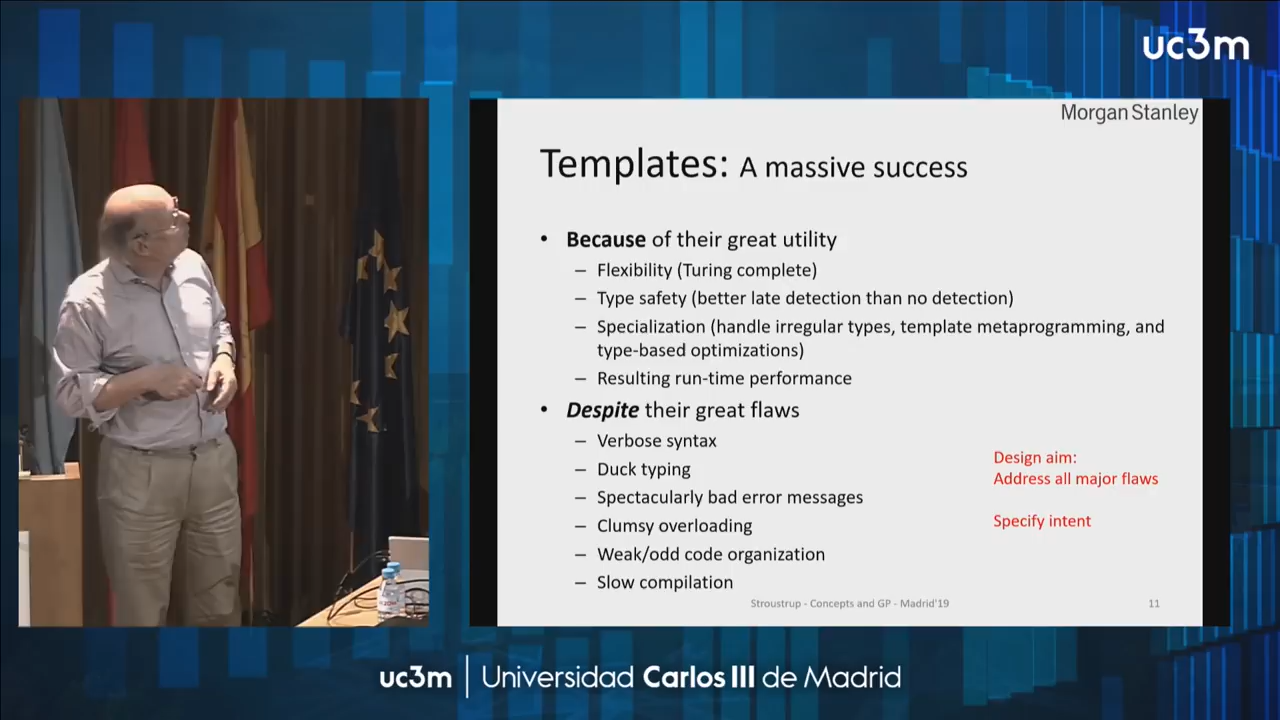 uc3m
Morgan Stanley
Templates: A massive success
• Because of their great utility
– Flexibility (Turing complete)
– Type safety (better late detection than no detection)
– Specialization (handle irregular types, template metaprogramming, and
type-based optimizations)
– Resulting run-time performance
• Despite their great flaws
– Verbose syntax
– Duck typing
– Spectacularly bad error messages
– Clumsy overloading
– Weak/odd code organization
– Slow compilation
Design aim:
Address all major flaws
Specify intent
Stroustrup - Concepts and GP - Madrid'19
11
uc3m | Universidad Carlos III de Madrid